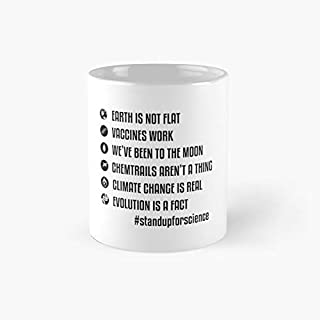 EARTH IS NOT FLAT
VACCINES WORK
WE'VE BEEN TO THE MOON
CHEMTRAILS AREN'T A THING
CLIMATE CHANGE IS REAL
EVOLUTION IS A FACT
#standupforscience